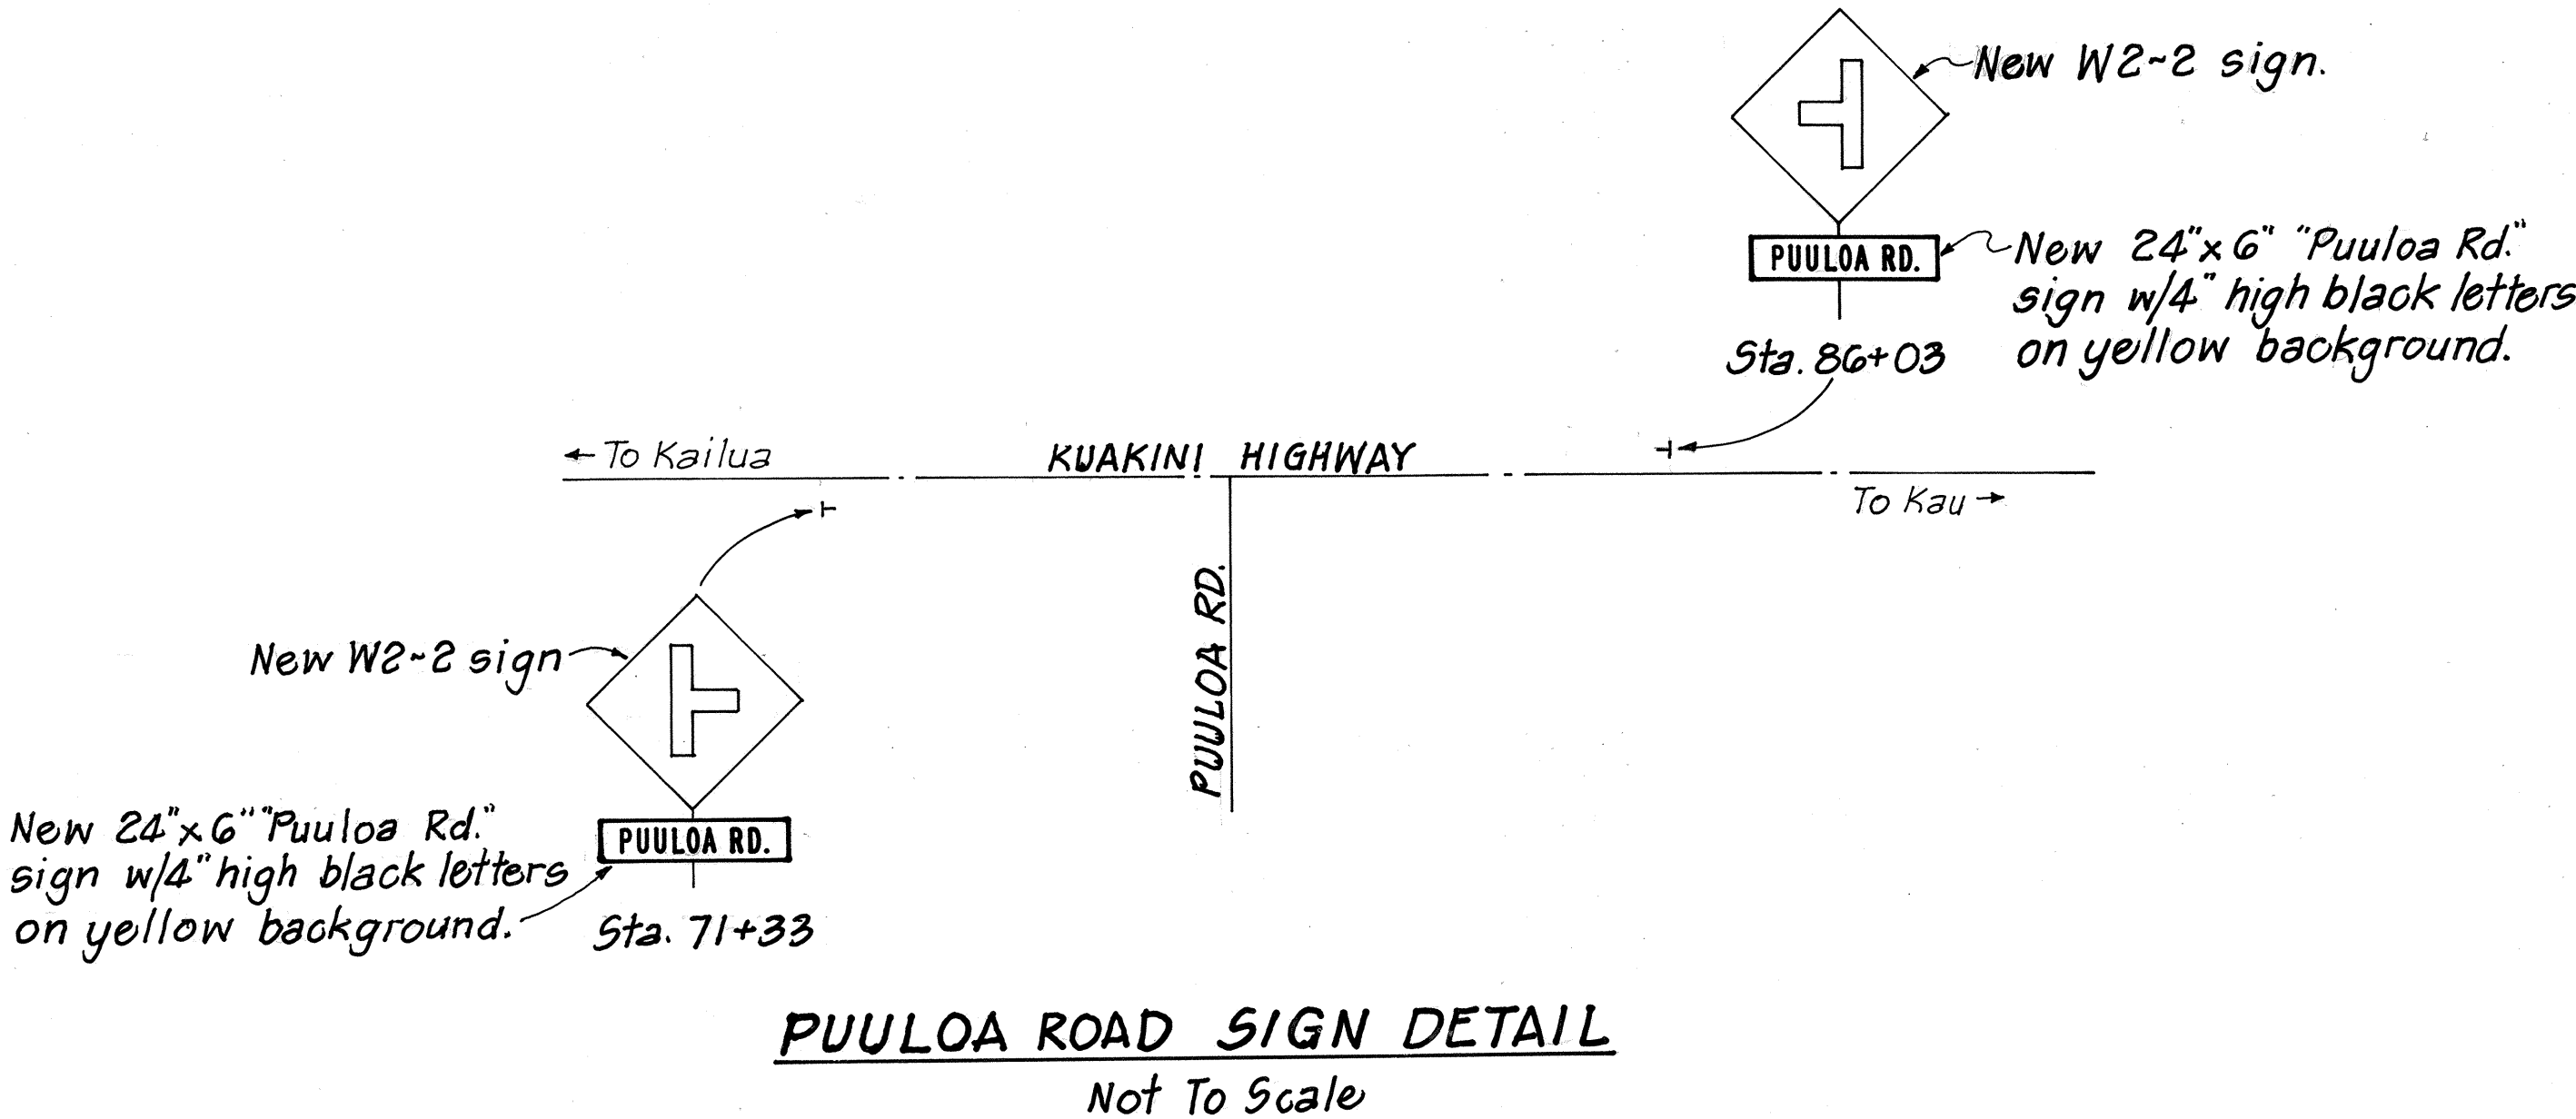 New W2~2 sign.
PUULOA RD.
New 24"x6" "Puuloa Rd."
sign w/4" high black letters
on yellow background.
Sta. 86+03
←To Kailua
KUAKINI HIGHWAY
To Kau→
PUULOA RD.
New W2~2 sign
PUULOA RD.
New 24"x6" "Puuloa Rd."
sign w/4" high black letters
on yellow background.
Sta. 71+33
PUULOA ROAD SIGN DETAIL
Not To Scale